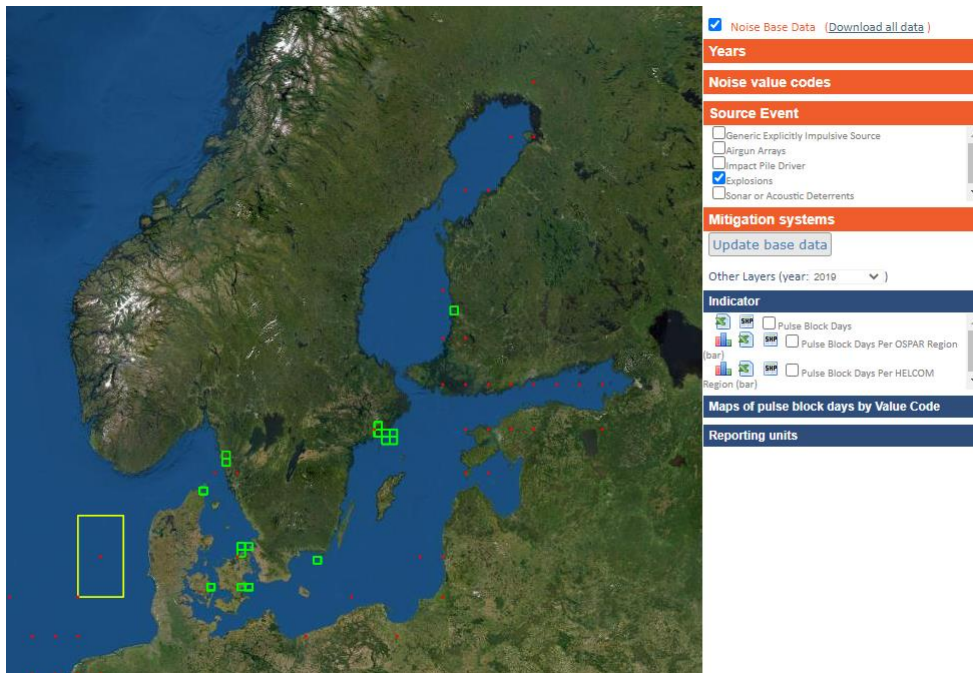 Noise Base Data (Download all data )
Years
Noise value codes
Source Event
Generic Explicitly Impulsive Source
Airgun Arrays
Impact Pile Driver
Explosions
Sonar or Acoustic Deterrents
Mitigation systems
Update base data
Other Layers (year: 2019 )
Indicator
SHP Pulse Block Days
SHP Pulse Block Days Per OSPAR Region
(bar)
SHP Pulse Block Days Per HELCOM
Region (bar)
Maps of pulse block days by Value Code
Reporting units